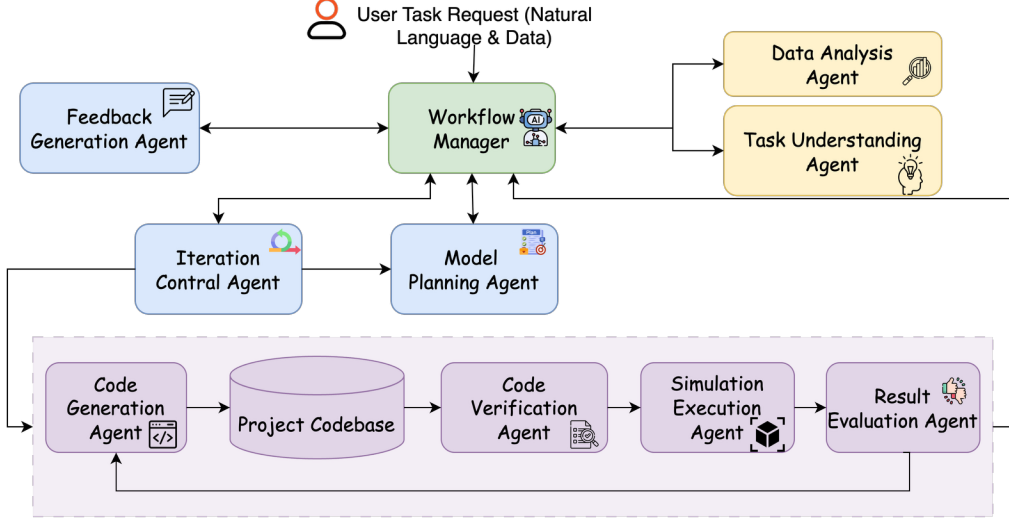 User Task Request (Natural
Language & Data)
Feedback
Generation Agent
Workflow
Manager
AI
Data Analysis
Agent
Task Understanding
Agent
Iteration
Contral Agent
Plan
Model
Planning Agent
Code
Generation
Agent
</>
Project Codebase
Code
Verification
Agent
Simulation
Execution
Agent
Result
Evaluation Agent